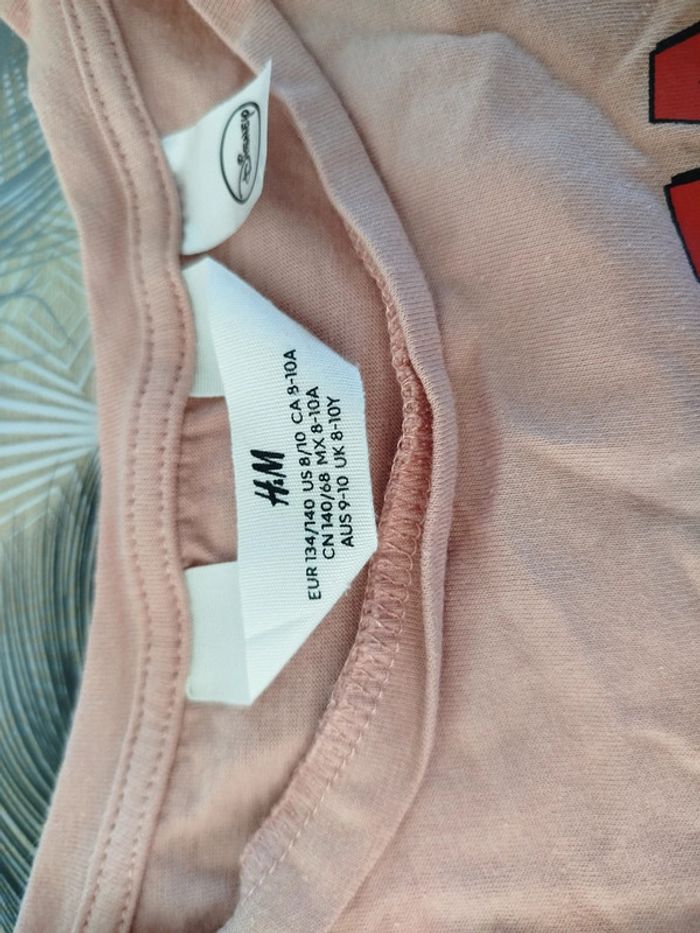 Disney
H&M
EUR 134/140 US 8/10 CA 8-10A
CN 140/68 MX 8-10A
AUS 9-10 UK 8-10Y